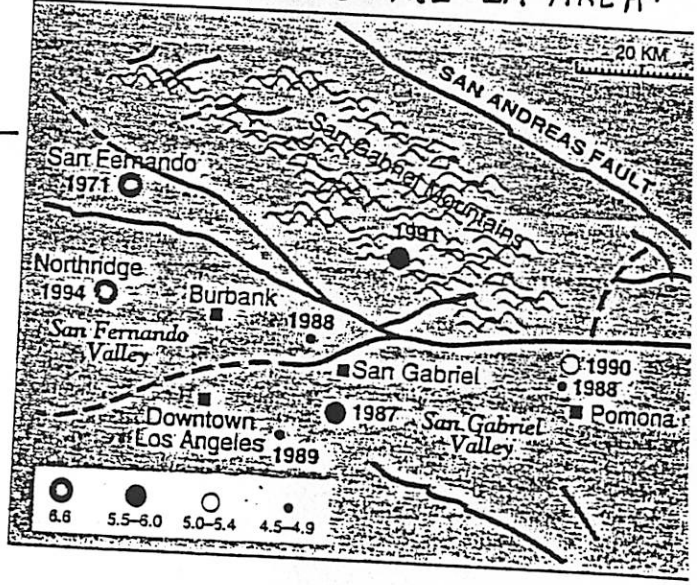 LA AREA
20 KM
SAN ANDREAS FAULT
San Gabriel Mountains
San Fernando
1971
1991
Northridge
1994
Burbank
San Fernando
Valley
1988
San Gabriel
1990
1988
Pomona
Downtown
Los Angeles
1987
1989
San Gabriel
Valley
6.6
5.5–6.0
5.0–5.4
4.5–4.9